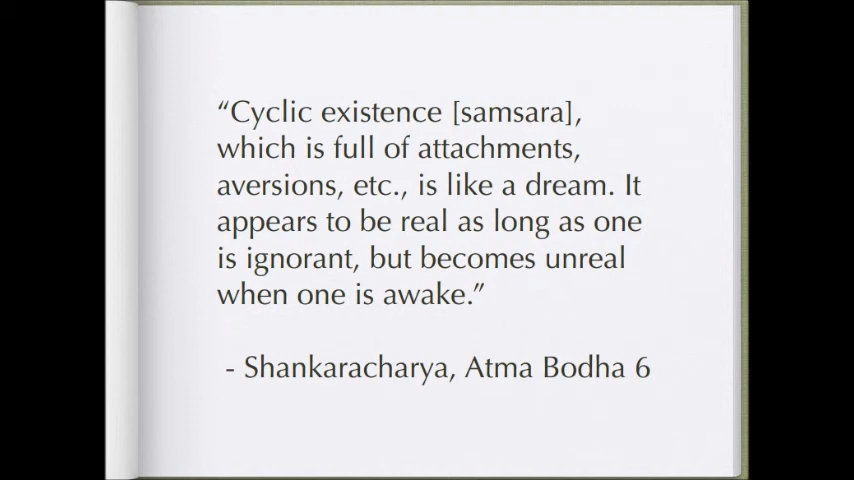 “Cyclic existence [samsara],
which is full of attachments,
aversions, etc., is like a dream. It
appears to be real as long as one
is ignorant, but becomes unreal
when one is awake.”
- Shankaracharya, Atma Bodha 6